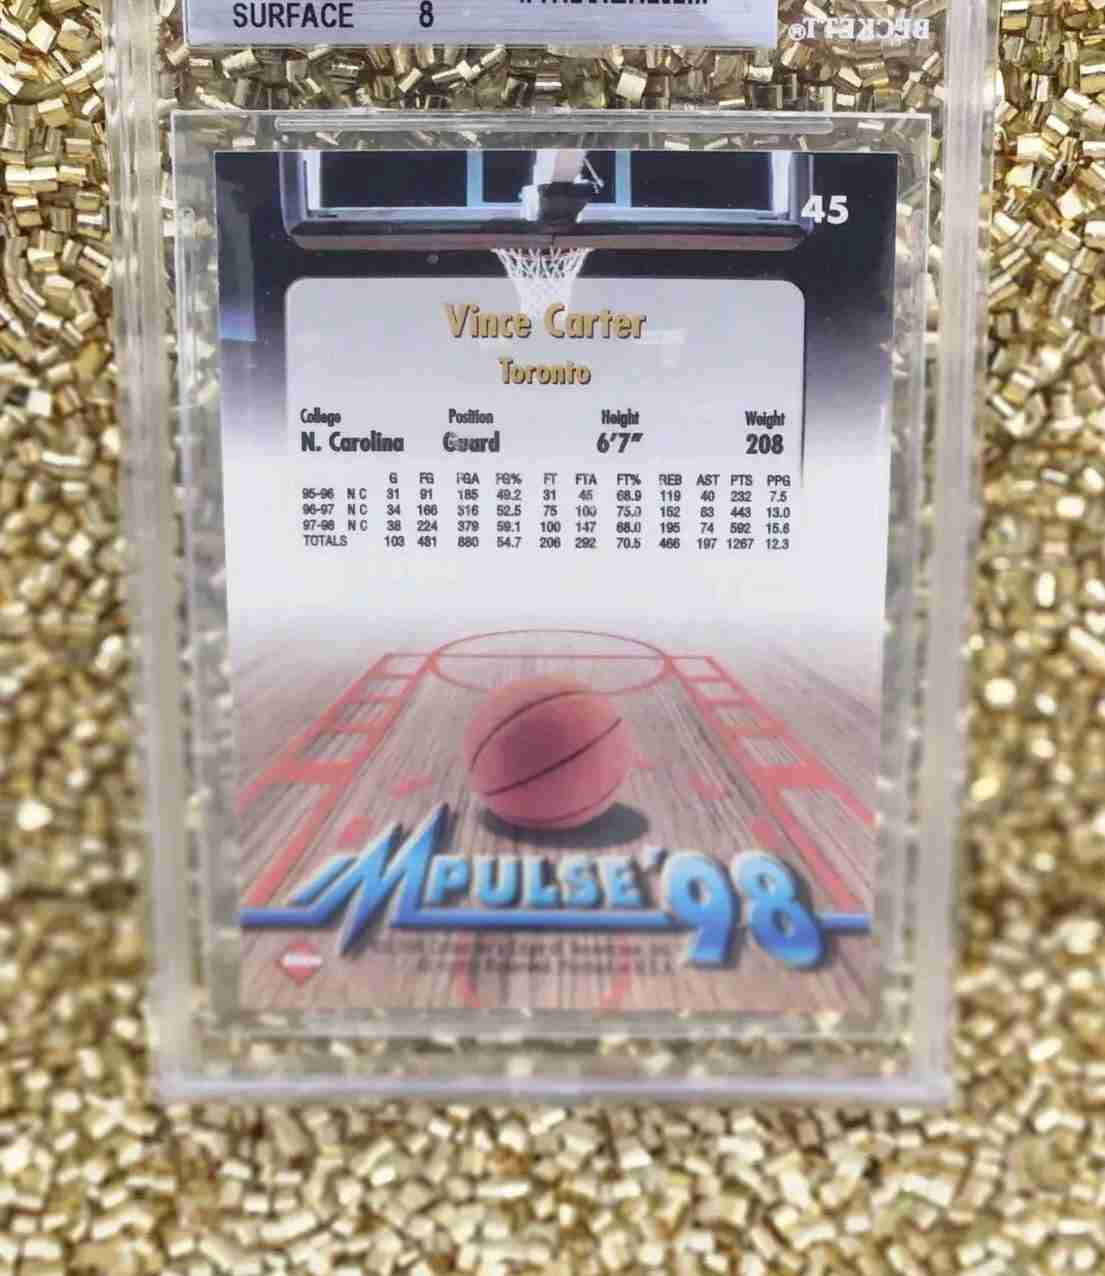 SURFACE 8
BECKETT®
45
Vince Carter
Toronto
College Position Height Weight
N. Carolina Guard 6'7" 208
G FG FGA FG% FT FTA FT% REB AST PTS PPG
95-96 N C 31 91 185 49.2 31 45 68.9 119 40 232 7.5
96-97 N C 34 166 316 52.5 75 100 75.0 152 83 443 13.0
97-98 N C 38 224 379 59.1 100 147 68.0 195 74 592 15.6
TOTALS 103 481 880 54.7 206 292 70.5 466 197 1267 12.3
MPULSE '98